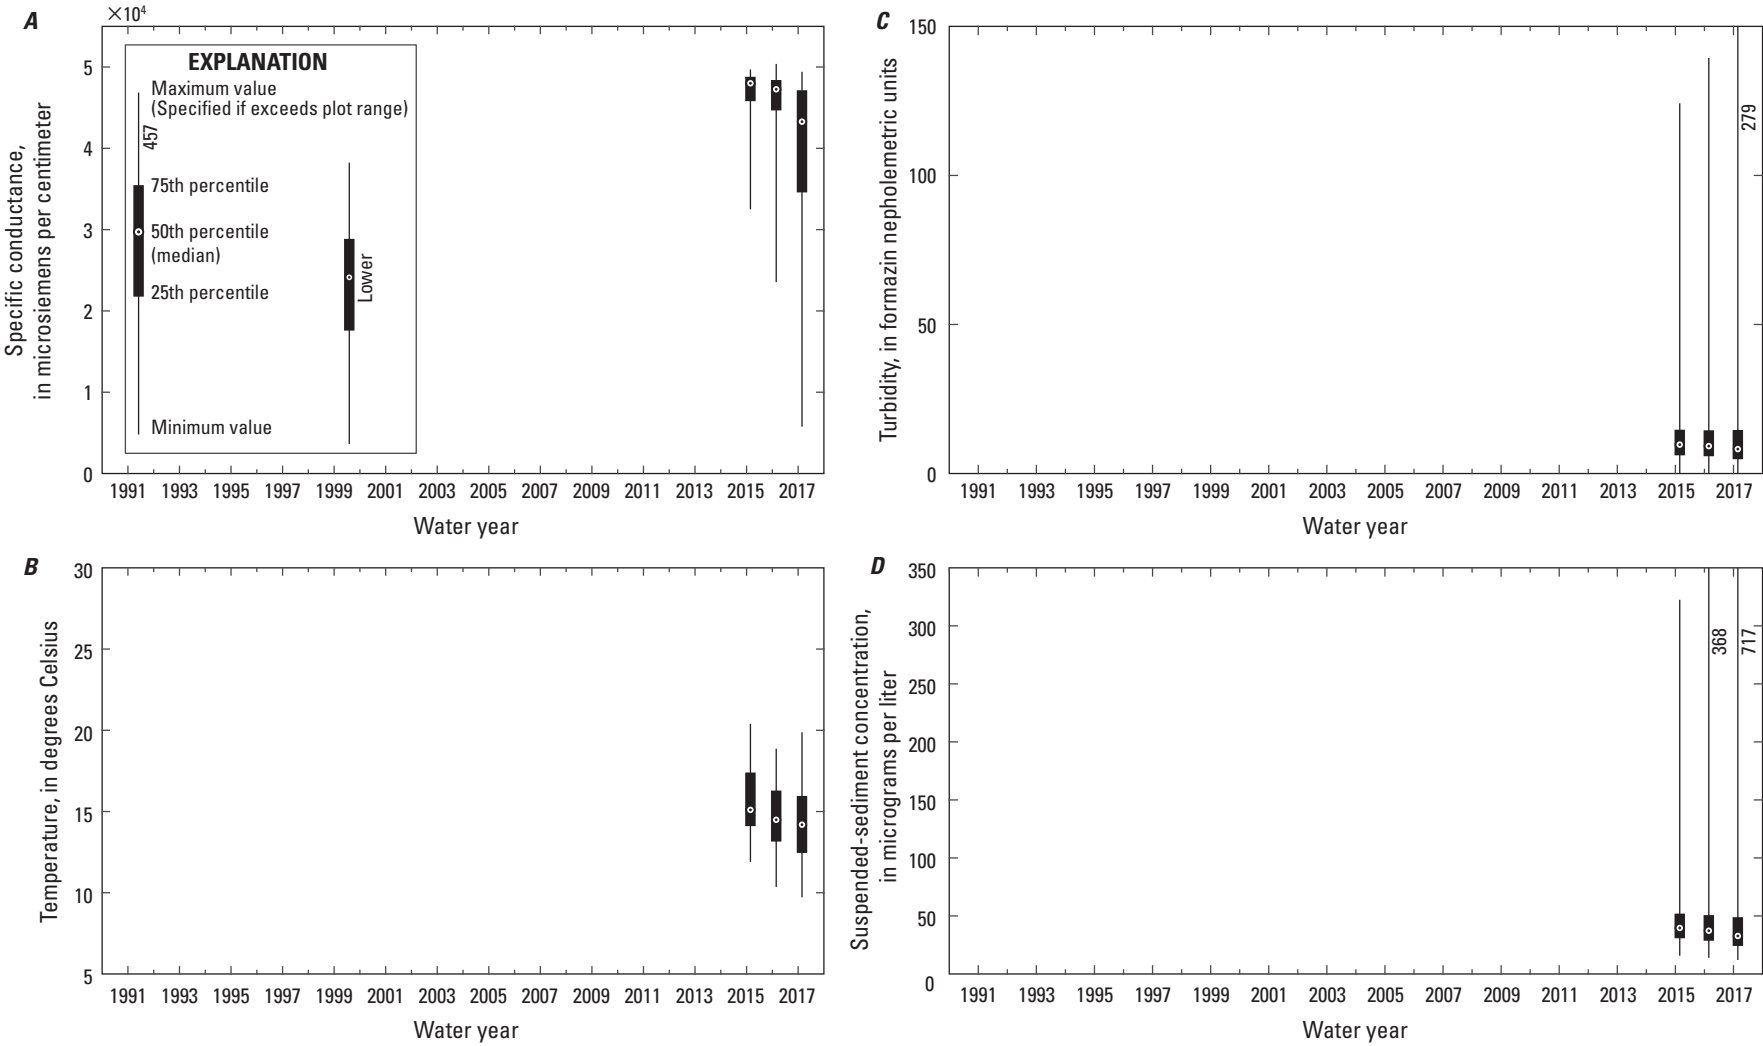 A
×10⁴
5
4
3
2
1
0
Specific conductance,
in microsiemens per centimeter
EXPLANATION
Maximum value
(Specified if exceeds plot range)
457
75th percentile
50th percentile
(median)
25th percentile
Minimum value
Lower
1991 1993 1995 1997 1999 2001 2003 2005 2007 2009 2011 2013 2015 2017
Water year
C
150
100
50
0
Turbidity, in formazin nepholemetric units
279
1991 1993 1995 1997 1999 2001 2003 2005 2007 2009 2011 2013 2015 2017
Water year
B
30
25
20
15
10
5
Temperature, in degrees Celsius
1991 1993 1995 1997 1999 2001 2003 2005 2007 2009 2011 2013 2015 2017
Water year
D
350
300
250
200
150
100
50
0
Suspended-sediment concentration,
in micrograms per liter
368
717
1991 1993 1995 1997 1999 2001 2003 2005 2007 2009 2011 2013 2015 2017
Water year